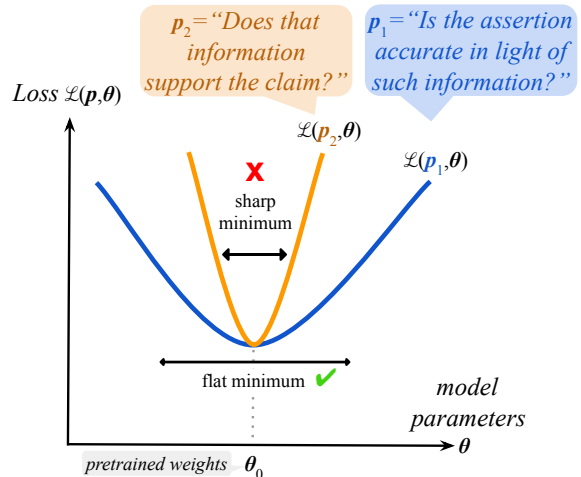 p₂=“Does that
information
support the claim?”
p₁=“Is the assertion
accurate in light of
such information?”
Loss ℒ(p,θ)
ℒ(p₂,θ)
ℒ(p₁,θ)
X
sharp
minimum
flat minimum ✓
model
parameters
θ
pretrained weights θ₀